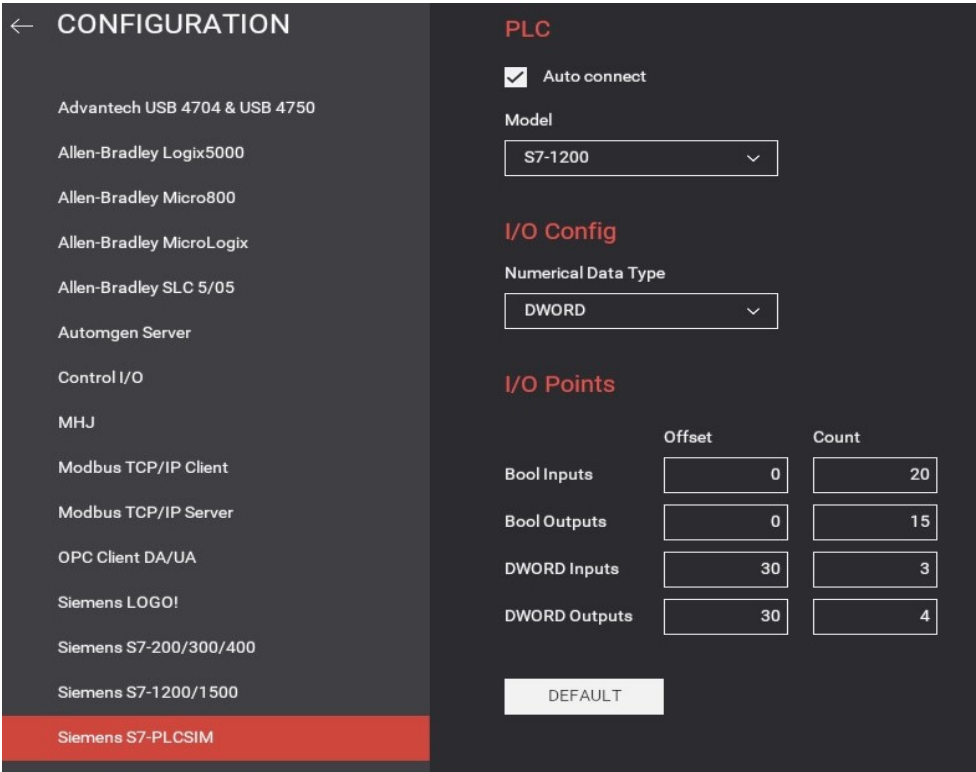 CONFIGURATION
Advantech USB 4704 & USB 4750
Allen-Bradley Logix5000
Allen-Bradley Micro800
Allen-Bradley MicroLogix
Allen-Bradley SLC 5/05
Automgen Server
Control I/O
MHJ
Modbus TCP/IP Client
Modbus TCP/IP Server
OPC Client DA/UA
Siemens LOGO!
Siemens S7-200/300/400
Siemens S7-1200/1500
Siemens S7-PLCSIM
PLC
Auto connect
Model
S7-1200
I/O Config
Numerical Data Type
DWORD
I/O Points
Offset Count
Bool Inputs 0 20
Bool Outputs 0 15
DWORD Inputs 30 3
DWORD Outputs 30 4
DEFAULT